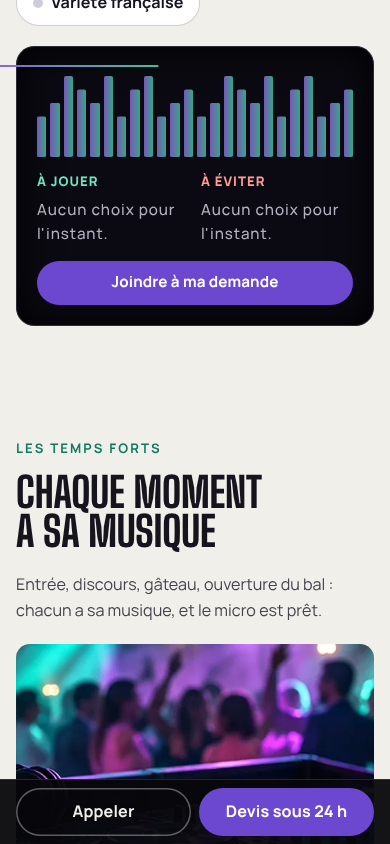 Variété française
À JOUER
À ÉVITER
Aucun choix pour
l'instant.
Aucun choix pour
l'instant.
Joindre à ma demande
LES TEMPS FORTS
CHAQUE MOMENT
A SA MUSIQUE
Entrée, discours, gâteau, ouverture du bal :
chacun a sa musique, et le micro est prêt.
Appeler
Devis sous 24 h